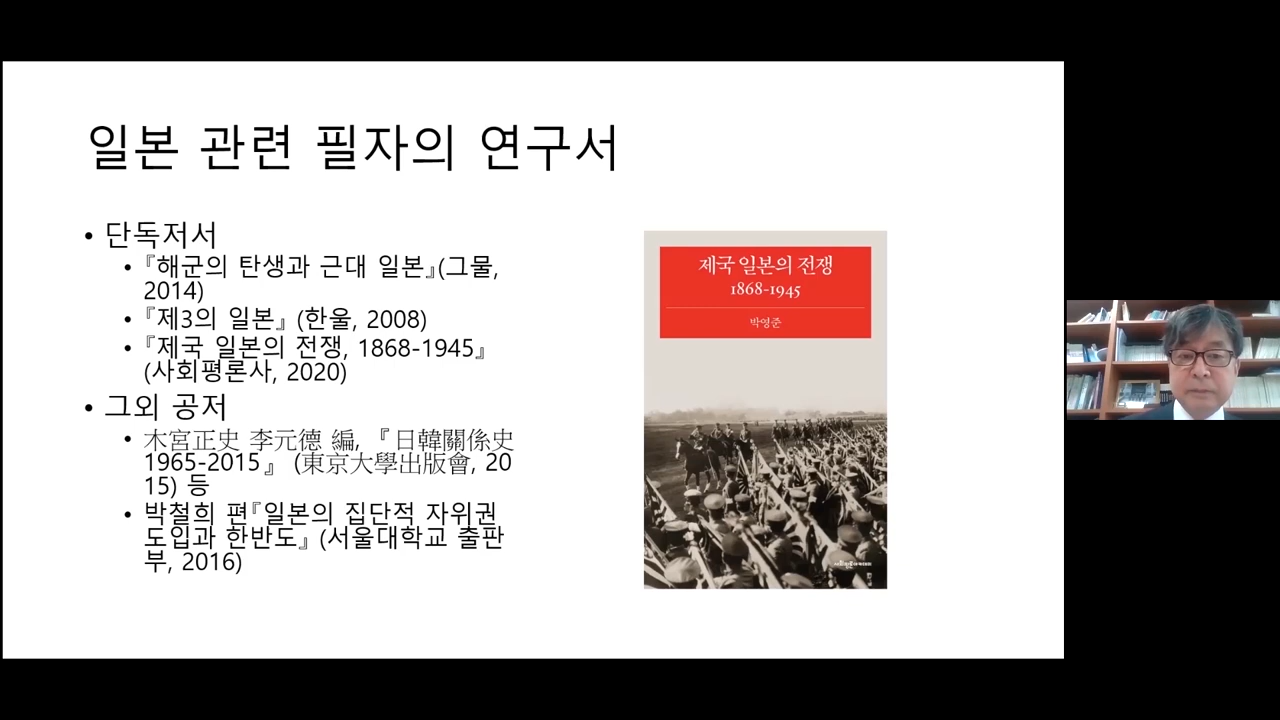 일본 관련 필자의 연구서
• 단독저서
• 『해군의 탄생과 근대 일본』(그물,
2014)
• 『제3의 일본』 (한울, 2008)
• 『제국 일본의 전쟁, 1868-1945』
(사회평론사, 2020)
• 그외 공저
• 木宮正史 李元德 編, 『日韓關係史
1965-2015』 (東京大學出版會, 20
15) 등
• 박철희 편『일본의 집단적 자위권
도입과 한반도』 (서울대학교 출판
부, 2016)
제국 일본의 전쟁
1868-1945
박영준